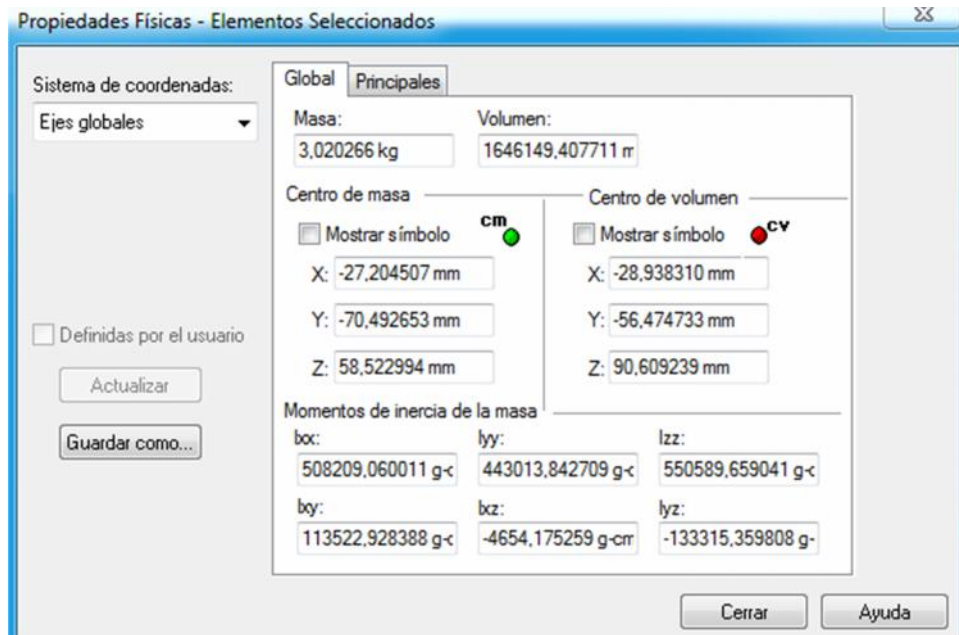 Propiedades Físicas - Elementos Seleccionados
Sistema de coordenadas:
Ejes globales
Definidas por el usuario
Actualizar
Guardar como...
Global Principales
Masa: Volumen:
3,020266 kg 1646149,407711 m
Centro de masa Centro de volumen
Mostrar símbolo cm Mostrar símbolo cv
X: -27,204507 mm X: -28,938310 mm
Y: -70,492653 mm Y: -56,474733 mm
Z: 58,522994 mm Z: 90,609239 mm
Momentos de inercia de la masa
Ixx: Iyy: Izz:
508209,060011 g-c 443013,842709 g-c 550589,659041 g-c
Ixy: Ixz: Iyz:
113522,928388 g-c -4654,175259 g-cm -133315,359808 g-
Cerrar Ayuda